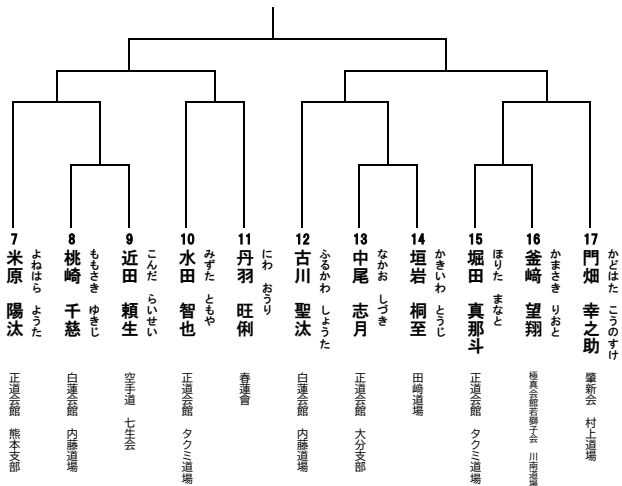 7
米原 陽汰
よねはら ようた
正道会館 熊本支部
8
桃崎 千慈
ももさき ゆきじ
白蓮会館 内藤道場
9
近田 頼生
こんだ らいせい
空手道 七生会
10
水田 智也
みずた ともや
正道会館 タクミ道場
11
丹羽 旺俐
にわ おうり
春蓮會
12
古川 聖汰
ふるかわ しょうた
白蓮会館 内藤道場
13
中尾 志月
なかお しづき
正道会館 大分支部
14
垣岩 桐至
かきいわ とうじ
田﨑道場
15
堀田 真那斗
ほりた まなと
正道会館 タクミ道場
16
釜﨑 望翔
かまさき りおと
極真会館若獅子会 川南道場
17
門畑 幸之助
かどはた こうのすけ
肇新会 村上道場